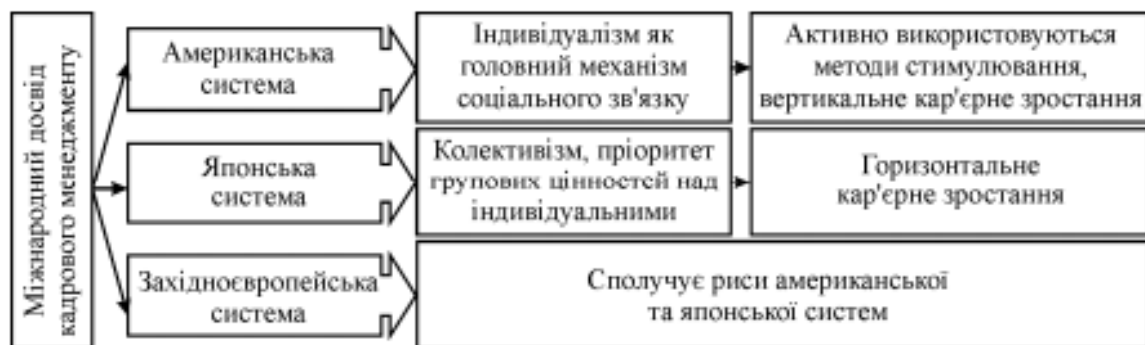 Міжнародний досвід
кадрового менеджменту
Американська
система
Індивідуалізм як
головний механізм
соціального зв'язку
Активно використовуються
методи стимулювання,
вертикальне кар'єрне зростання
Японська
система
Колективізм, пріоритет
групових цінностей над
індивідуальними
Горизонтальне
кар'єрне зростання
Західноєвропейська
система
Сполучує риси американської
та японської систем